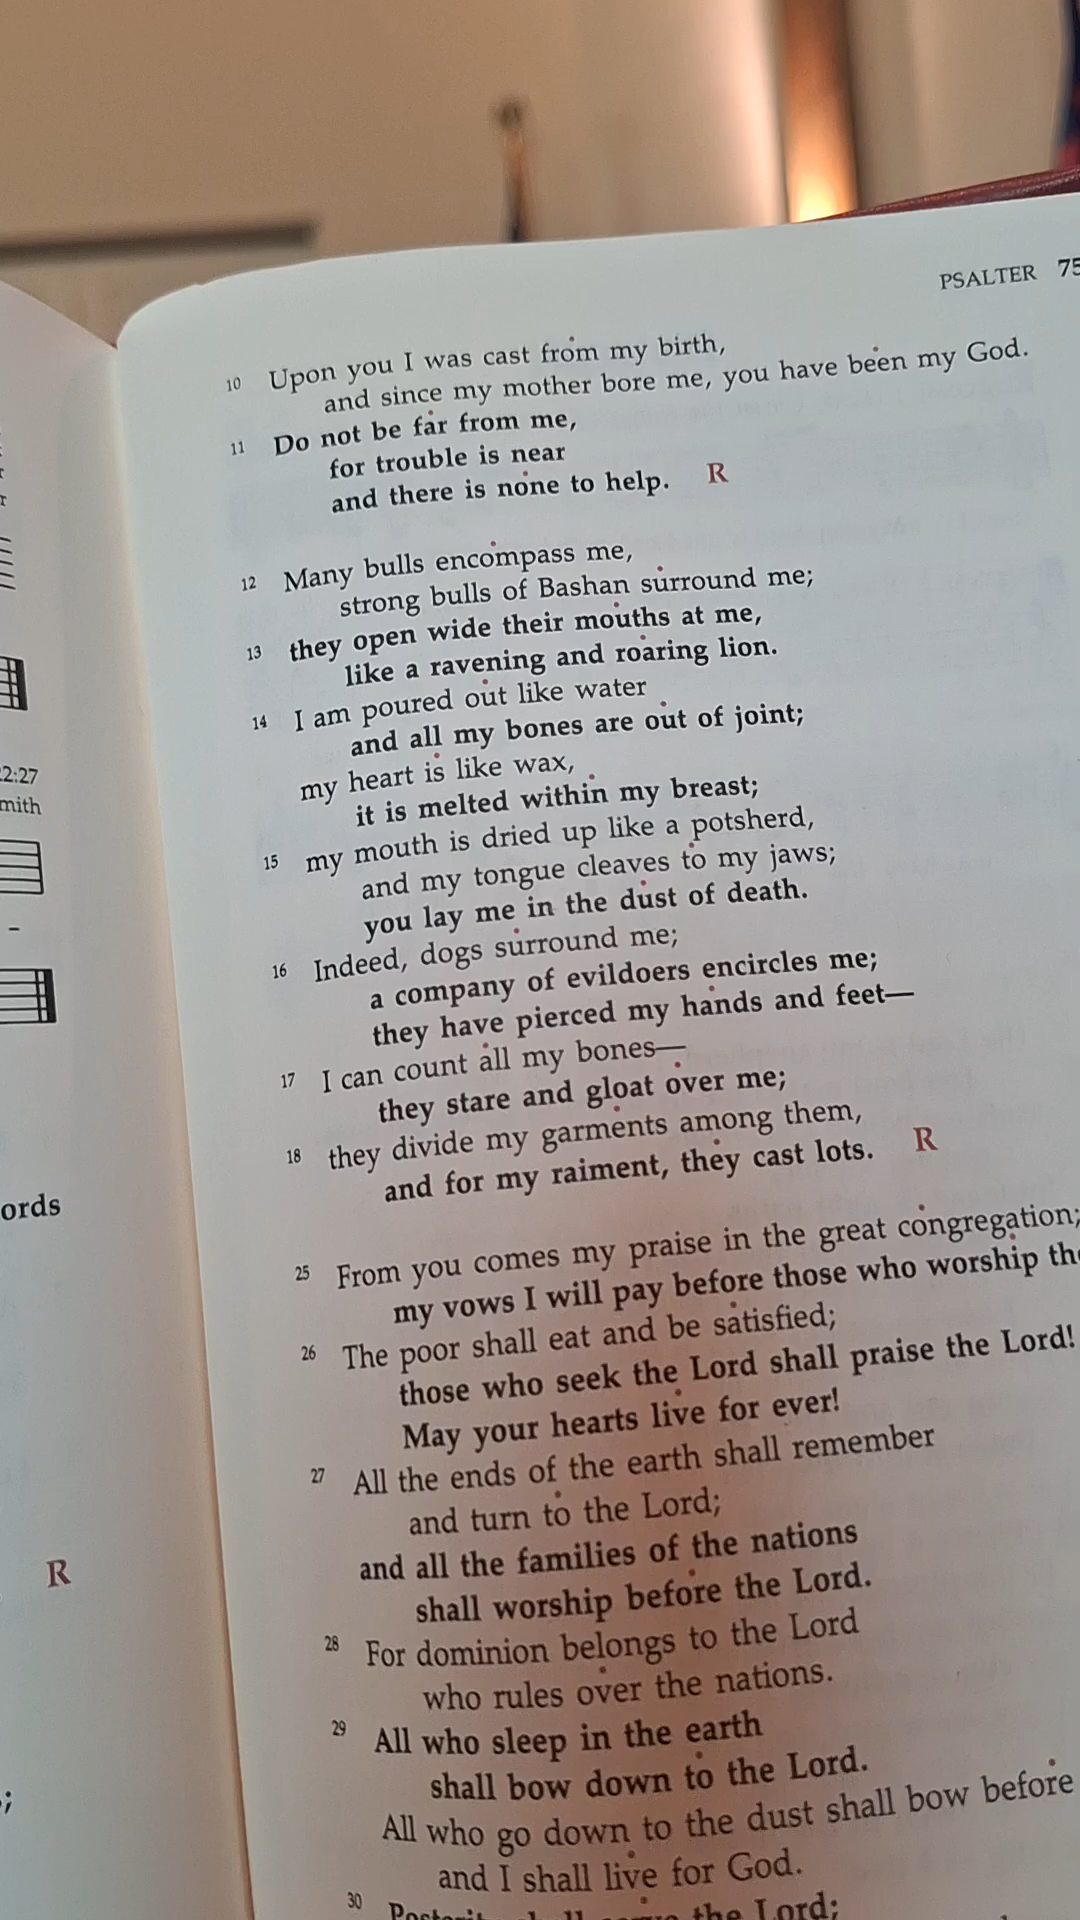 PSALTER 75
10 Upon you I was cast from my birth,
and since my mother bore me, you have been my God.
11 Do not be far from me,
for trouble is near
and there is none to help. R
12 Many bulls encompass me,
strong bulls of Bashan surround me;
13 they open wide their mouths at me,
like a ravening and roaring lion.
14 I am poured out like water
and all my bones are out of joint;
my heart is like wax,
it is melted within my breast;
15 my mouth is dried up like a potsherd,
and my tongue cleaves to my jaws;
you lay me in the dust of death.
16 Indeed, dogs surround me;
a company of evildoers encircles me;
they have pierced my hands and feet—
17 I can count all my bones—
they stare and gloat over me;
18 they divide my garments among them,
and for my raiment, they cast lots. R
25 From you comes my praise in the great congregation;
my vows I will pay before those who worship the
26 The poor shall eat and be satisfied;
those who seek the Lord shall praise the Lord!
May your hearts live for ever!
27 All the ends of the earth shall remember
and turn to the Lord;
and all the families of the nations
shall worship before the Lord.
28 For dominion belongs to the Lord
who rules over the nations.
29 All who sleep in the earth
shall bow down to the Lord.
All who go down to the dust shall bow before
and I shall live for God.
30 the Lord;
2:27
mith
ords
R